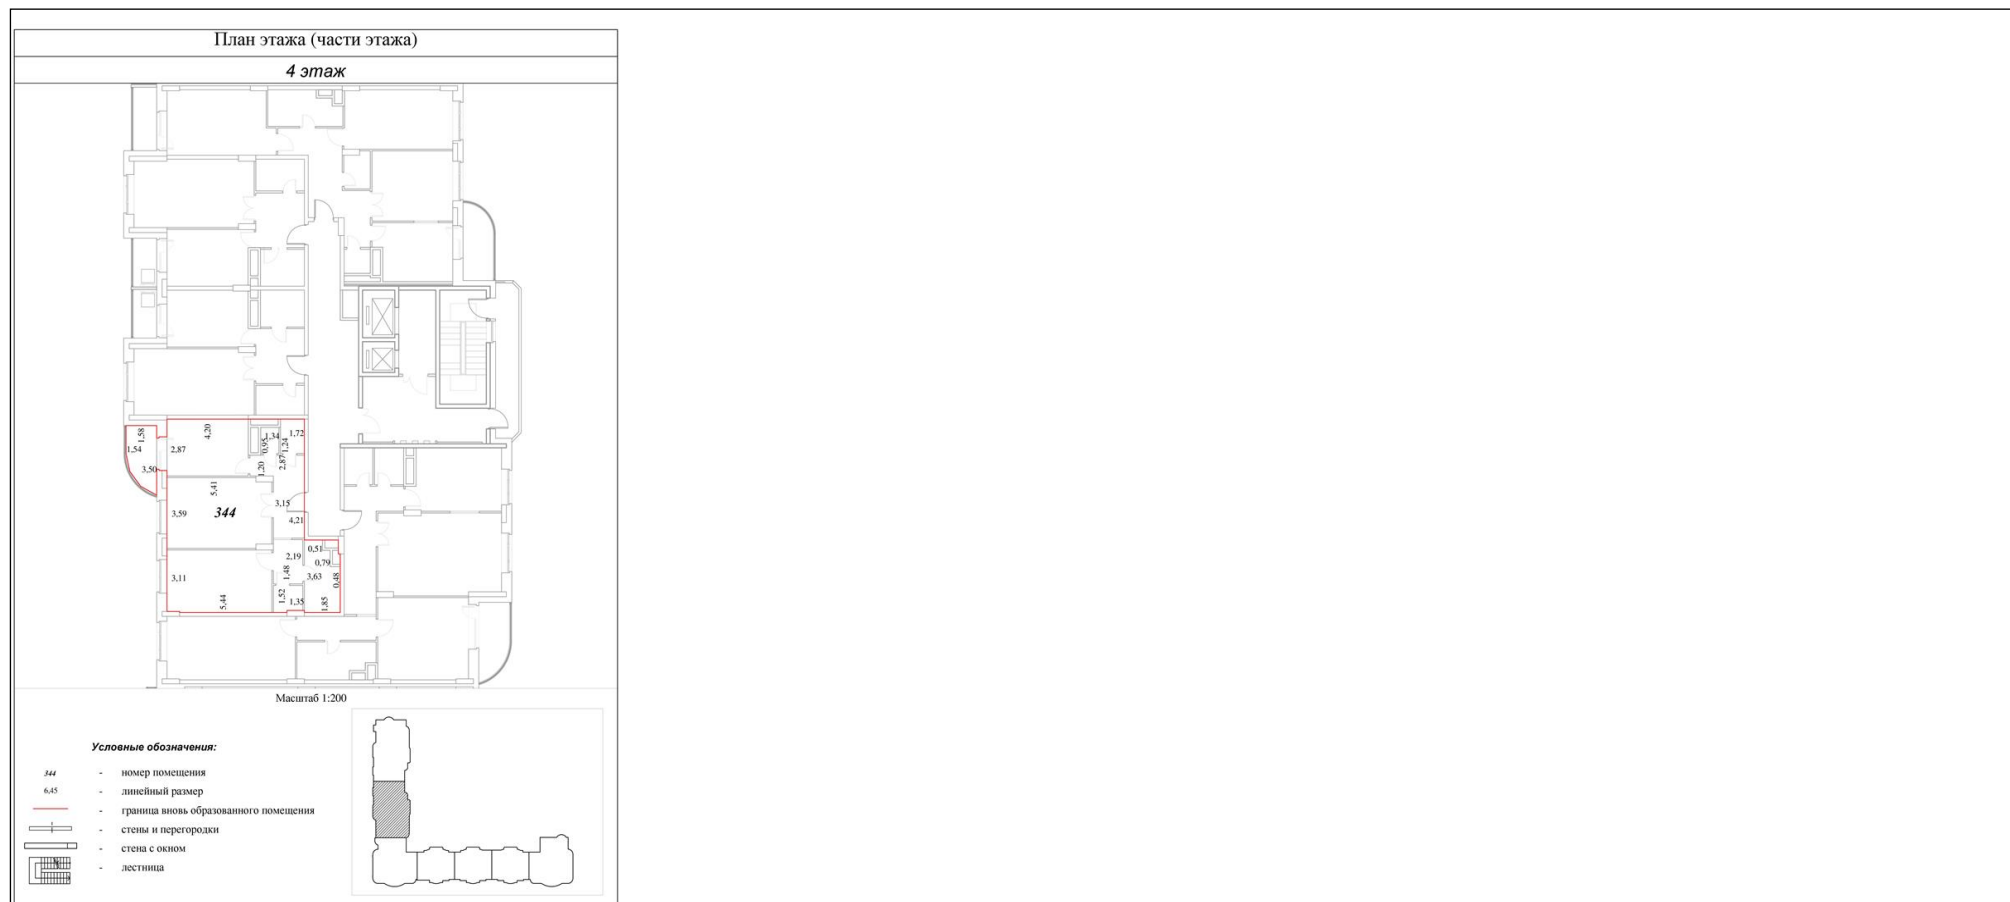 План этажа (части этажа)
4 этаж
4,20
1,72
1,34
1,58
1,24
0,95
1,54
2,87
2,87
3,50
1,20
5,41
3,15
3,59
344
4,21
0,51
2,19
0,79
1,48
3,63
0,48
3,11
1,52
5,44
1,35
1,85
Масштаб 1:200
Условные обозначения:
344 - номер помещения
6,45 - линейный размер
- граница вновь образованного помещения
- стены и перегородки
- стена с окном
- лестница